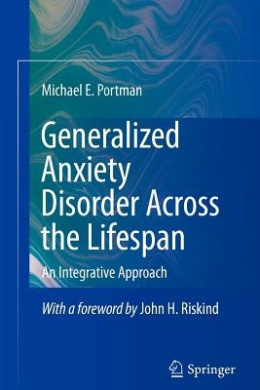 Michael E. Portman
Generalized
Anxiety
Disorder Across
the Lifespan
An Integrative Approach
With a foreword by John H. Riskind
Springer